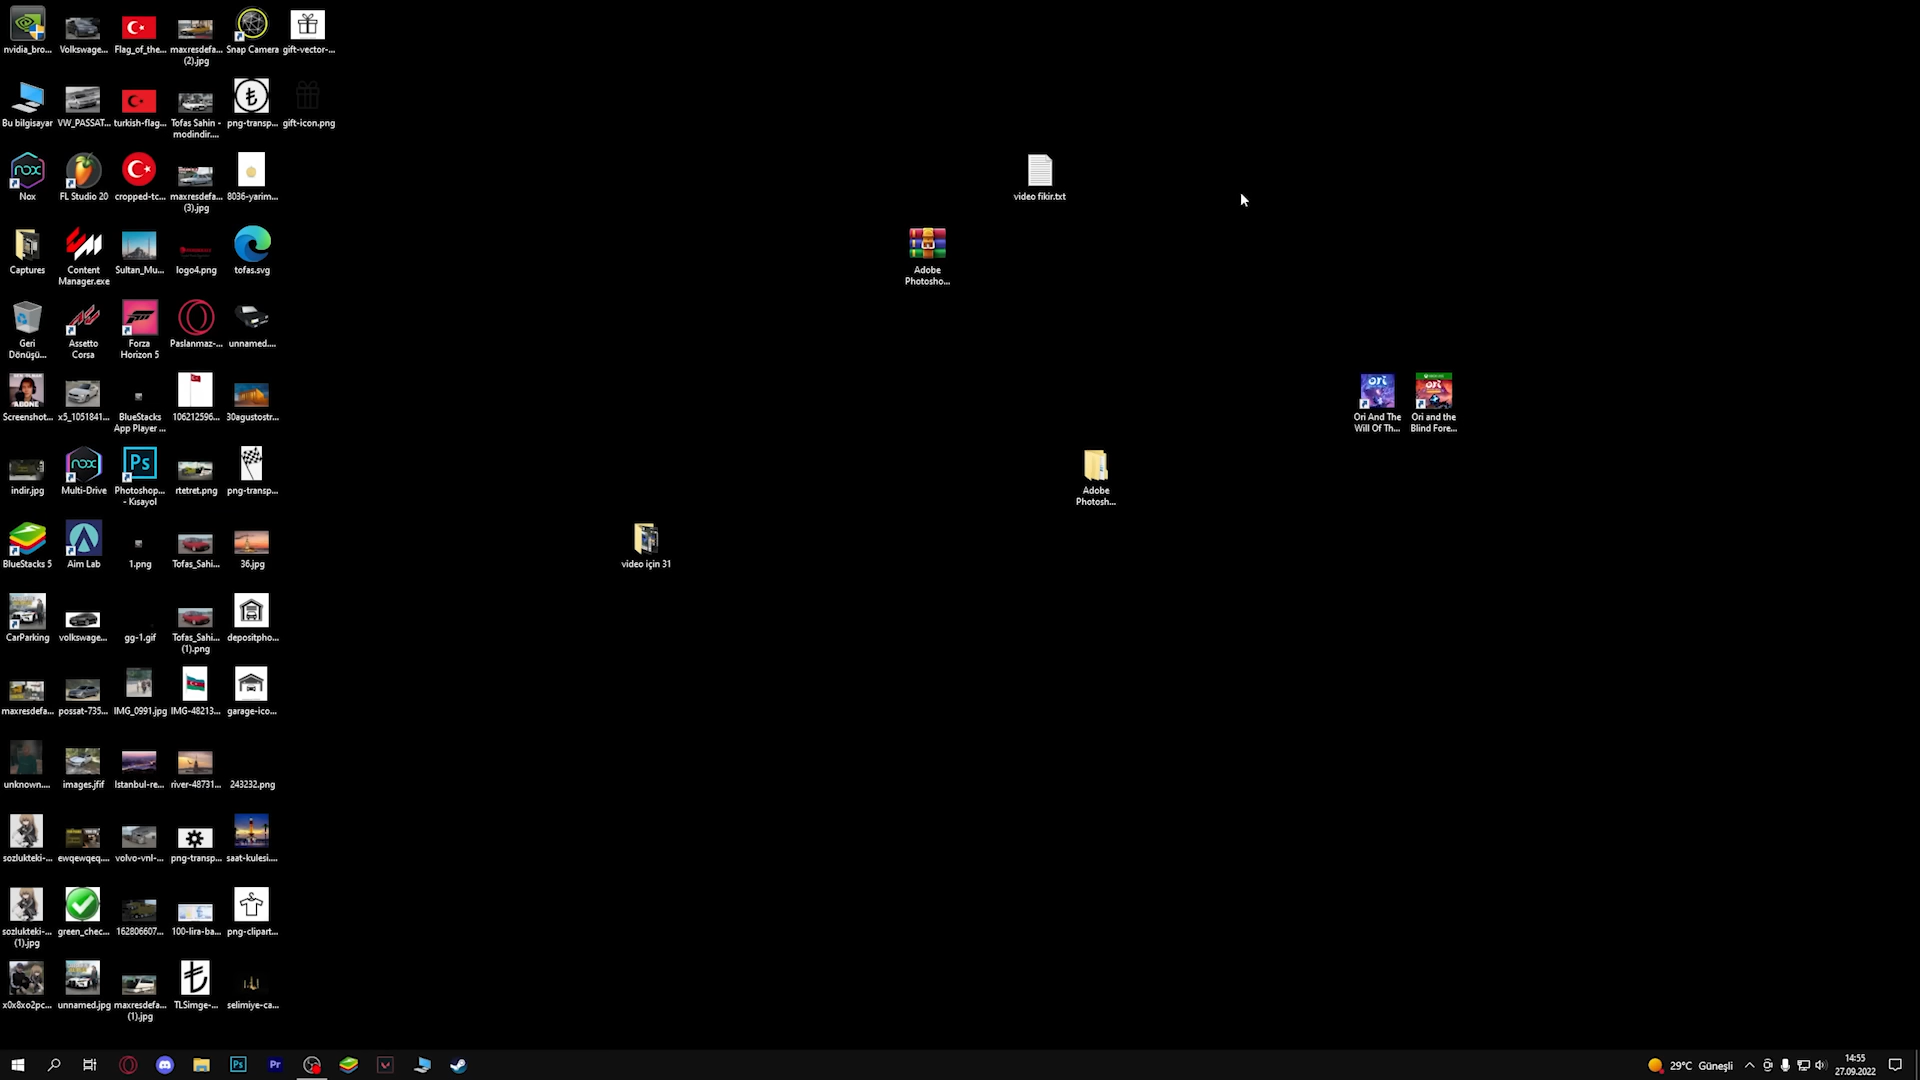 nvidia_bro...
Volkswage...
Flag_of_the...
maxresdefa...
(2).jpg
Snap Camera
gift-vector-...
Bu bilgisayar
VW_PASSAT...
turkish-flag...
Tofas Sahin -
modindir....
png-transp...
gift-icon.png
Nox
FL Studio 20
cropped-tc...
maxresdefa...
(3).jpg
8036-yarim...
video fikir.txt
Captures
Content
Manager.exe
Sultan_Mu...
logo4.png
tofas.svg
Adobe
Photosho...
Geri
Dönüşü...
Assetto
Corsa
Forza
Horizon 5
Paslanmaz-...
unnamed....
ABONE
Screenshot...
x5_1051841...
BlueStacks
App Player ...
106212596...
30agustostr...
Ori And The
Will Of Th...
Ori and the
Blind Fore...
indir.jpg
Multi-Drive
Ps
Photoshop...
- Kısayol
rtetret.png
png-transp...
Adobe
Photosh...
BlueStacks 5
Aim Lab
1.png
Tofas_Sahi...
36.jpg
video için 31
CarParking
volkswage...
gg-1.gif
Tofas_Sahi...
(1).png
depositpho...
maxresdefa...
possat-735...
IMG_0991.jpg
IMG-48213...
garage-ico...
unknown....
images.jfif
Istanbul-re...
river-48731...
243232.png
sozlukteki-...
ewqewqeq....
volvo-vnl-...
png-transp...
saat-kulesi....
sozlukteki-...
(1).jpg
green_chec...
162806607...
100-lira-ba...
png-clipart...
x0x8xo2pc...
unnamed.jpg
maxresdefa...
(1).jpg
TLSimge-...
selimiye-ca...
Ps
Pr
29°C Güneşli
14:55
27.09.2022